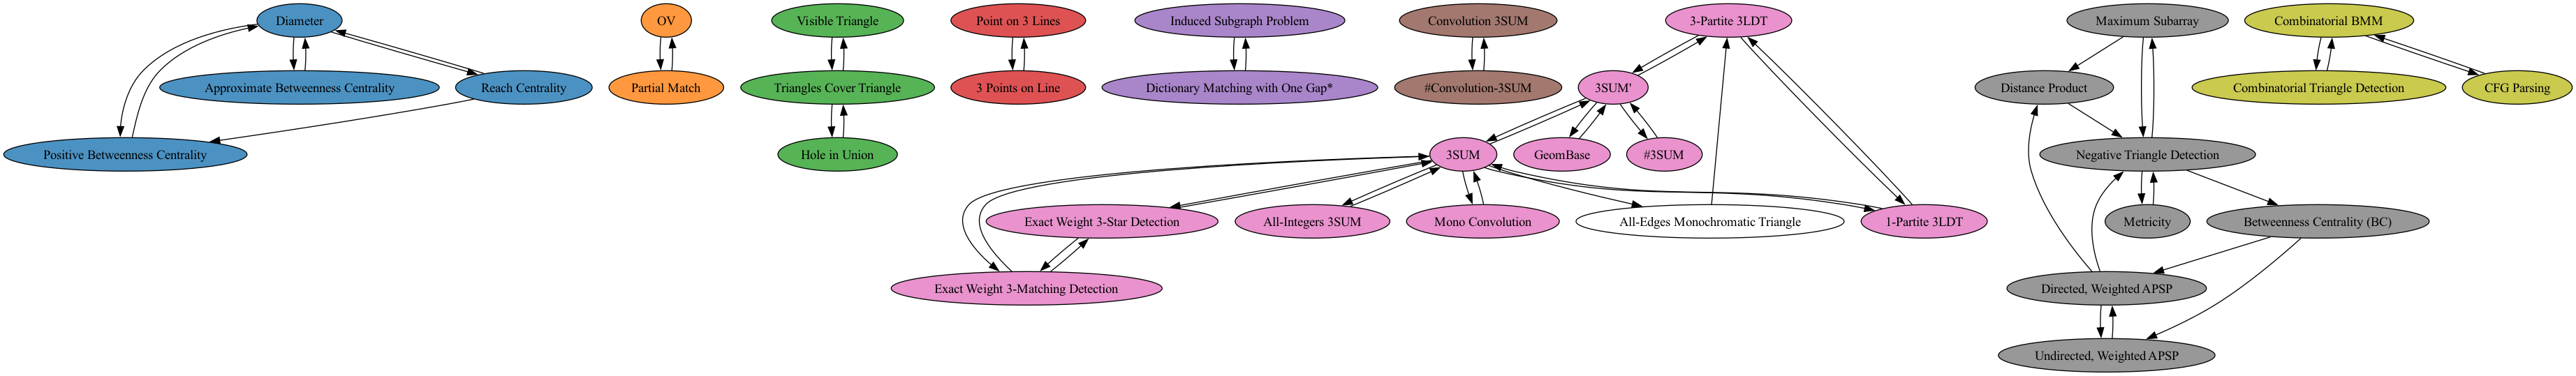 Diameter
OV
Visible Triangle
Point on 3 Lines
Induced Subgraph Problem
Convolution 3SUM
3-Partite 3LDT
Maximum Subarray
Combinatorial BMM
Approximate Betweenness Centrality
Reach Centrality
Partial Match
Triangles Cover Triangle
3 Points on Line
Dictionary Matching with One Gap*
#Convolution-3SUM
3SUM'
Distance Product
Combinatorial Triangle Detection
CFG Parsing
Positive Betweenness Centrality
Hole in Union
3SUM
GeomBase
#3SUM
Negative Triangle Detection
Exact Weight 3-Star Detection
All-Integers 3SUM
Mono Convolution
All-Edges Monochromatic Triangle
1-Partite 3LDT
Metricity
Betweenness Centrality (BC)
Exact Weight 3-Matching Detection
Directed, Weighted APSP
Undirected, Weighted APSP